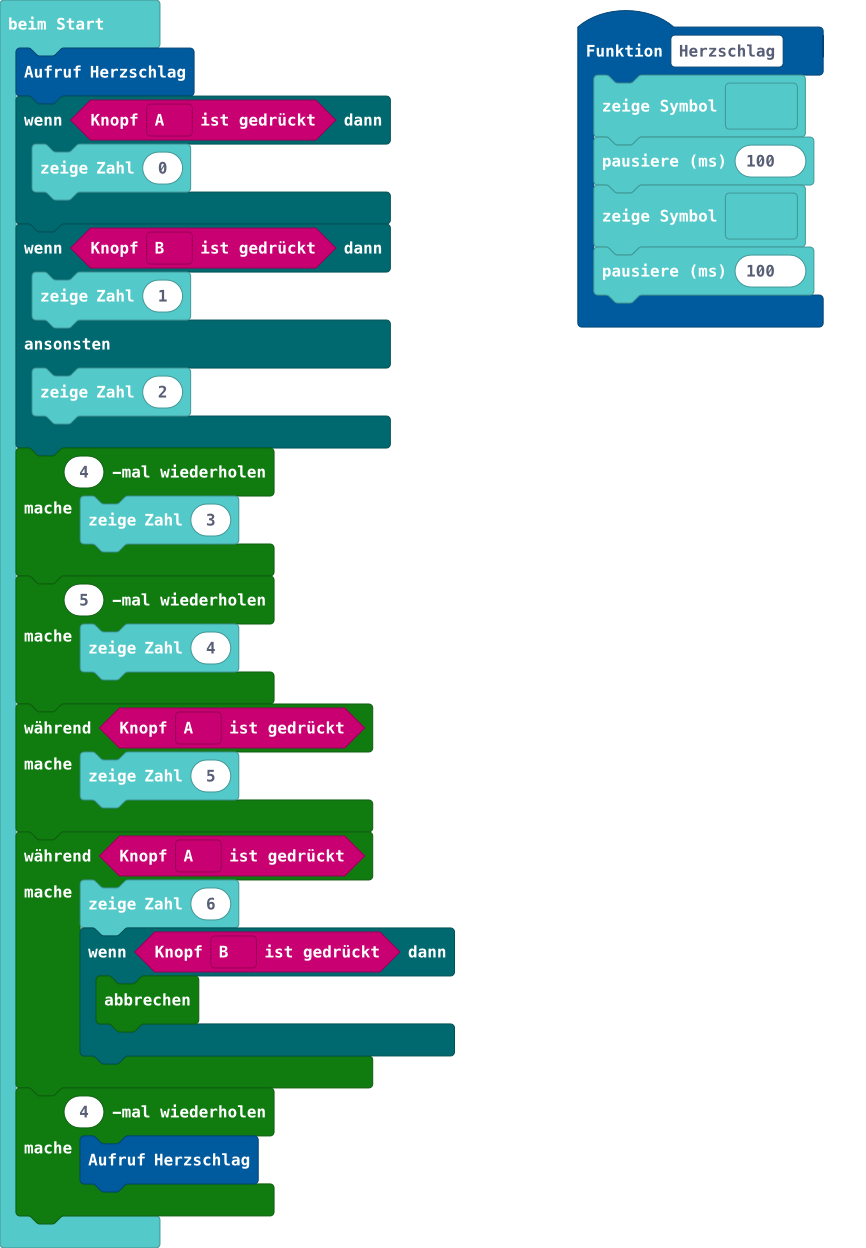 beim Start
Aufruf Herzschlag
wenn Knopf A ist gedrückt dann
zeige Zahl 0
wenn Knopf B ist gedrückt dann
zeige Zahl 1
ansonsten
zeige Zahl 2
4 –mal wiederholen
mache zeige Zahl 3
5 –mal wiederholen
mache zeige Zahl 4
während Knopf A ist gedrückt
mache zeige Zahl 5
während Knopf A ist gedrückt
mache zeige Zahl 6
wenn Knopf B ist gedrückt dann
abbrechen
4 –mal wiederholen
mache Aufruf Herzschlag
Funktion Herzschlag
zeige Symbol
pausiere (ms) 100
zeige Symbol
pausiere (ms) 100